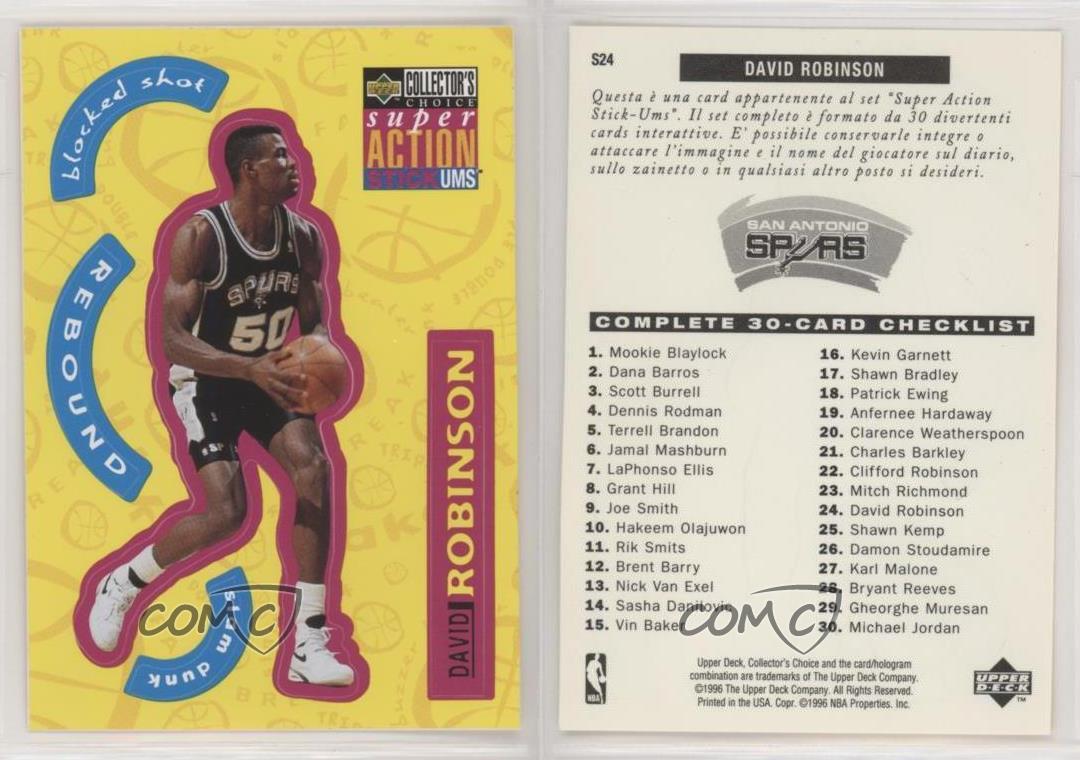 blocked shot
REBOUND
slam dunk
UPPER DECK
COLLECTOR'S
CHOICE
super
ACTION
STICKUMS
SPURS
50
DAVID ROBINSON
COMC
S24
DAVID ROBINSON
Questa è una card appartenente al set "Super Action
Stick-Ums". Il set completo è formato da 30 divertenti
cards interattive. E' possibile conservarle integre o
attaccare l'immagine e il nome del giocatore sul diario,
sullo zainetto o in qualsiasi altro posto si desideri.
SAN ANTONIO
SPURS
COMPLETE 30-CARD CHECKLIST
1. Mookie Blaylock
2. Dana Barros
3. Scott Burrell
4. Dennis Rodman
5. Terrell Brandon
6. Jamal Mashburn
7. LaPhonso Ellis
8. Grant Hill
9. Joe Smith
10. Hakeem Olajuwon
11. Rik Smits
12. Brent Barry
13. Nick Van Exel
14. Sasha Danilovic
15. Vin Baker
16. Kevin Garnett
17. Shawn Bradley
18. Patrick Ewing
19. Anfernee Hardaway
20. Clarence Weatherspoon
21. Charles Barkley
22. Clifford Robinson
23. Mitch Richmond
24. David Robinson
25. Shawn Kemp
26. Damon Stoudamire
27. Karl Malone
28. Bryant Reeves
29. Gheorghe Muresan
30. Michael Jordan
COMC
NBA
Upper Deck, Collector's Choice and the card/hologram
combination are trademarks of The Upper Deck Company.
©1996 The Upper Deck Company. All Rights Reserved.
Printed in the USA. Copr. ©1996 NBA Properties, Inc.
UPPER
DECK
TM